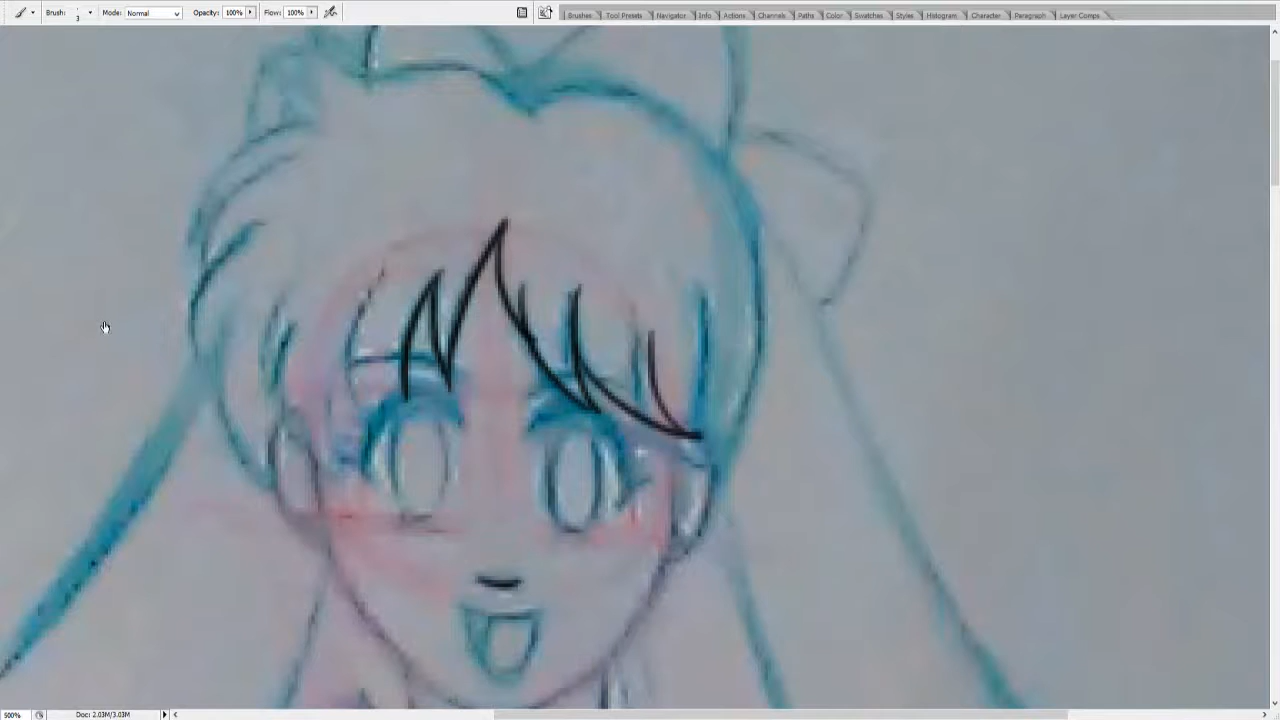 Brush: 3 Mode: Normal Opacity: 100% Flow: 100% Brushes Tool Presets Navigator Info Actions Channels Paths Color Swatches Styles Histogram Character Paragraph Layer Comps
500% Doc: 2.03M/3.03M